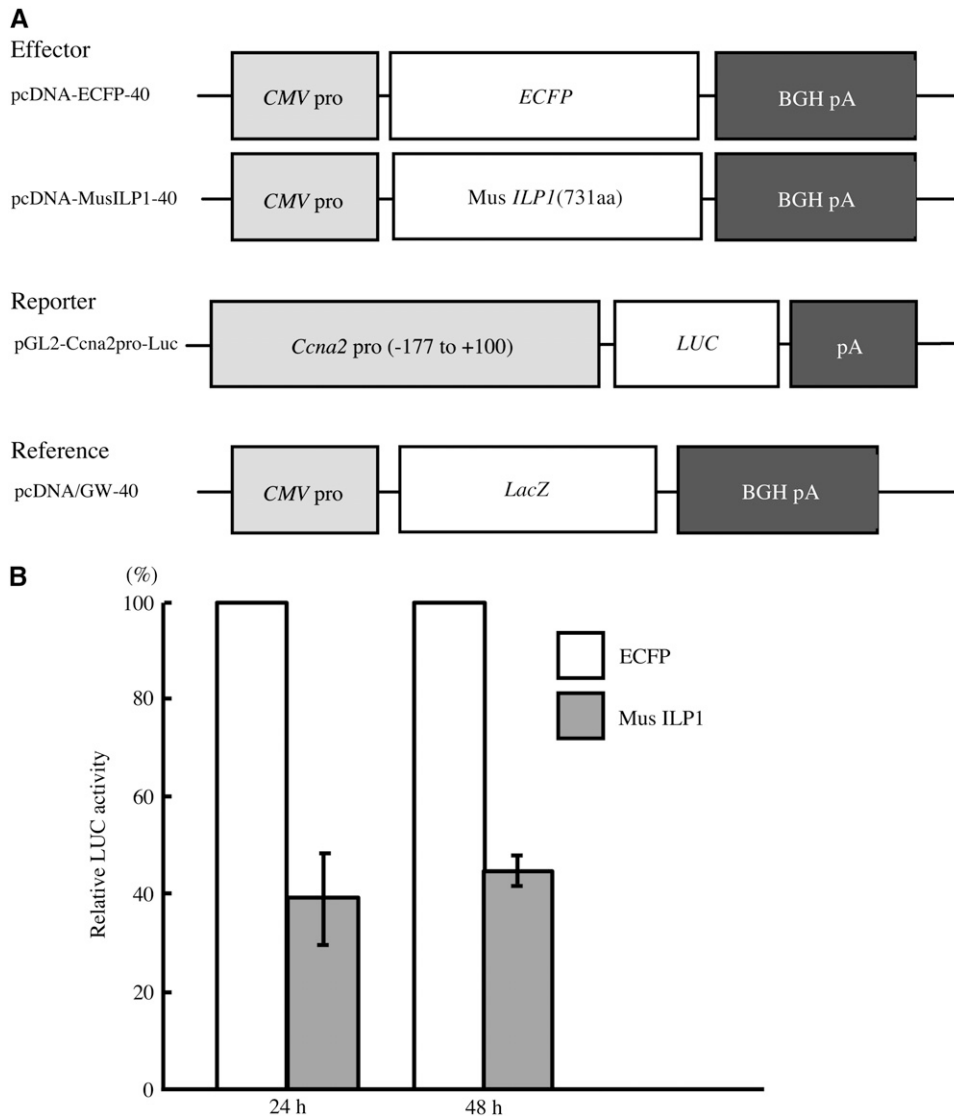 A
Effector
pcDNA-ECFP-40 CMV pro ECFP BGH pA
pcDNA-MusILP1-40 CMV pro Mus ILP1(731aa) BGH pA
Reporter
pGL2-Ccna2pro-Luc Ccna2 pro (-177 to +100) LUC pA
Reference
pcDNA/GW-40 CMV pro LacZ BGH pA
B (%)
100
80
60
40
20
0
Relative LUC activity
ECFP
Mus ILP1
24 h 48 h